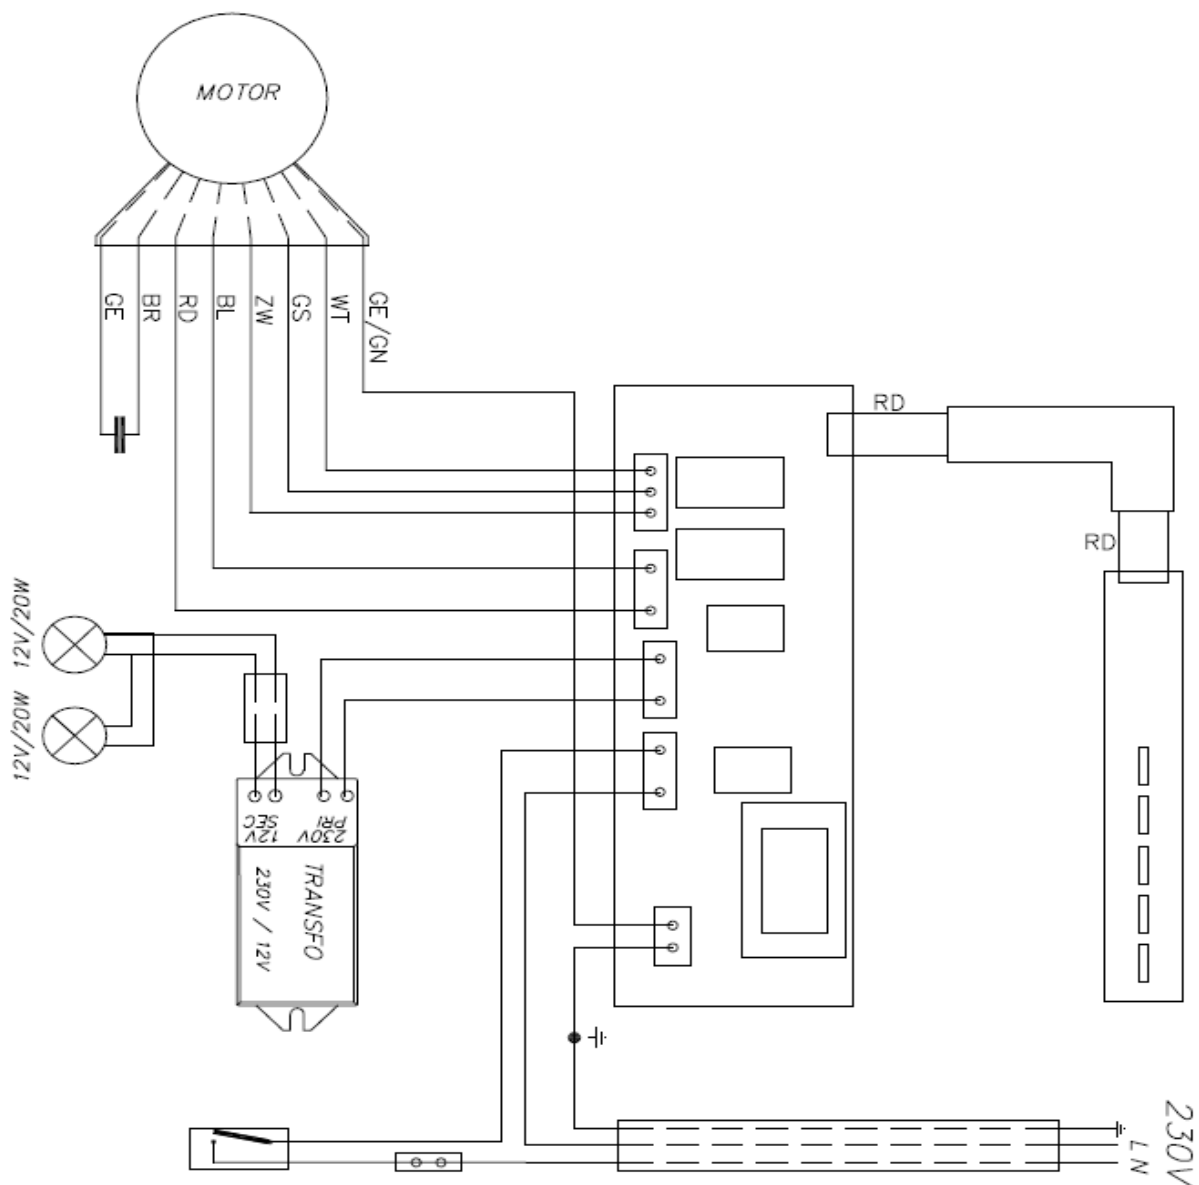 MOTOR
GE
BR
RD
BL
ZW
GS
WT
GE/GN
RD
RD
12V/20W
12V/20W
12V SEC
230V PRI
TRANSFO
230V / 12V
230V
L
N